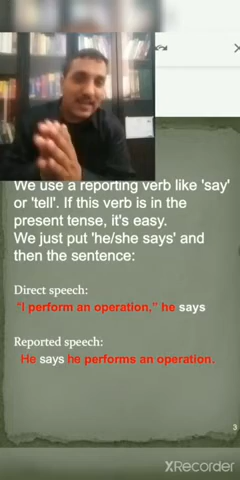 We use a reporting verb like 'say'
or 'tell'. If this verb is in the
present tense, it's easy.
We just put 'he/she says' and
then the sentence:
Direct speech:
"I perform an operation," he says
Reported speech:
He says he performs an operation.
3
XRecorder